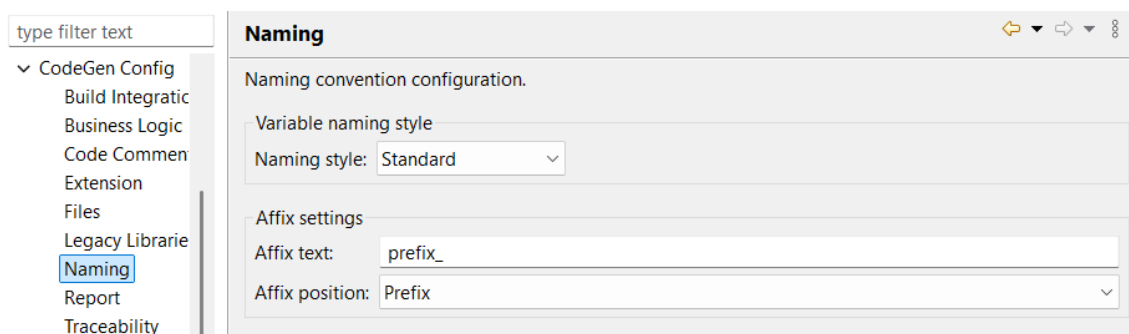 type filter text
CodeGen Config
Build Integratic
Business Logic
Code Commen
Extension
Files
Legacy Librarie
Naming
Report
Traceability
Naming
Naming convention configuration.
Variable naming style
Naming style: Standard
Affix settings
Affix text: prefix_
Affix position: Prefix